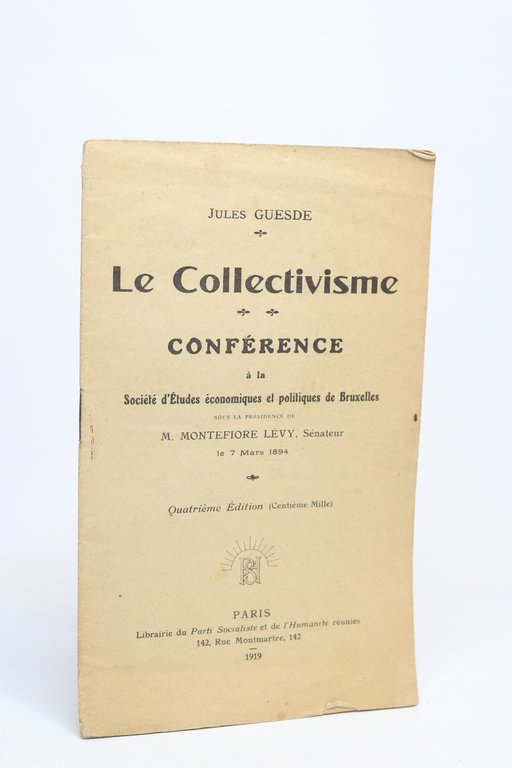 JULES GUESDE
Le Collectivisme
CONFÉRENCE
à la
Société d'Études économiques et politiques de Bruxelles
SOUS LA PRÉSIDENCE DE
M. MONTEFIORE LÉVY, Sénateur
le 7 Mars 1894
Quatrième Édition (Centième Mille)
PARIS
Librairie du Parti Socialiste et de l'Humanité réunies
142, Rue Montmartre, 142
1919